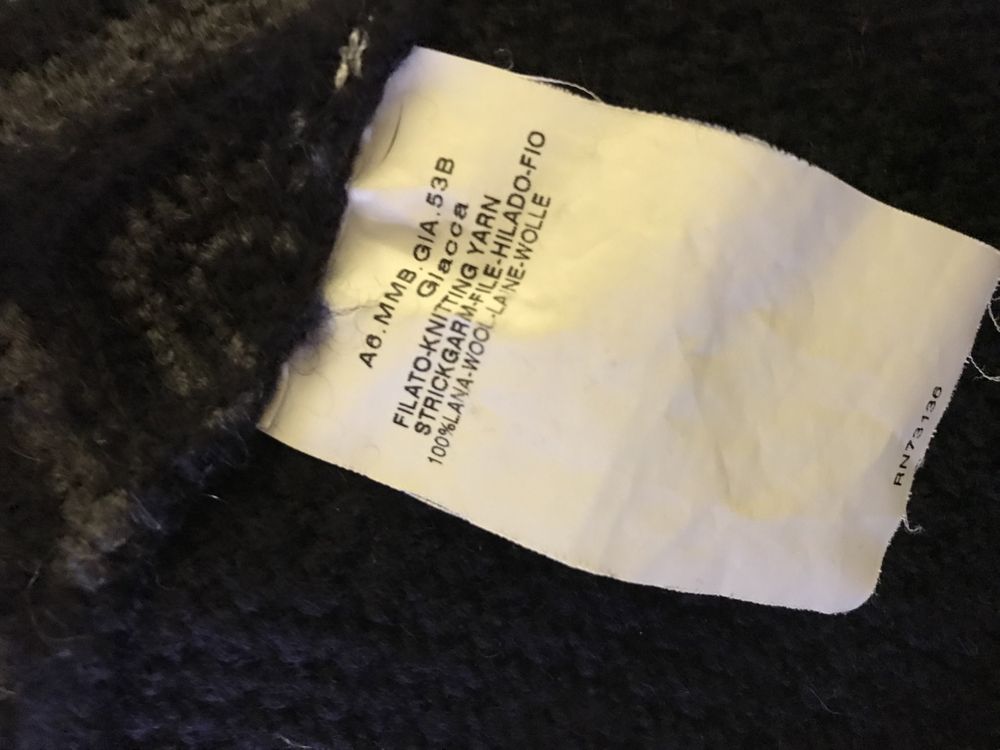 A6.MMB.GIA.53B
Giacca
FILATO-KNITTING YARN
STRICKGARM-FILE-HILADO-FIO
100%LANA-WOOL-LAINE-WOLLE
RN73136